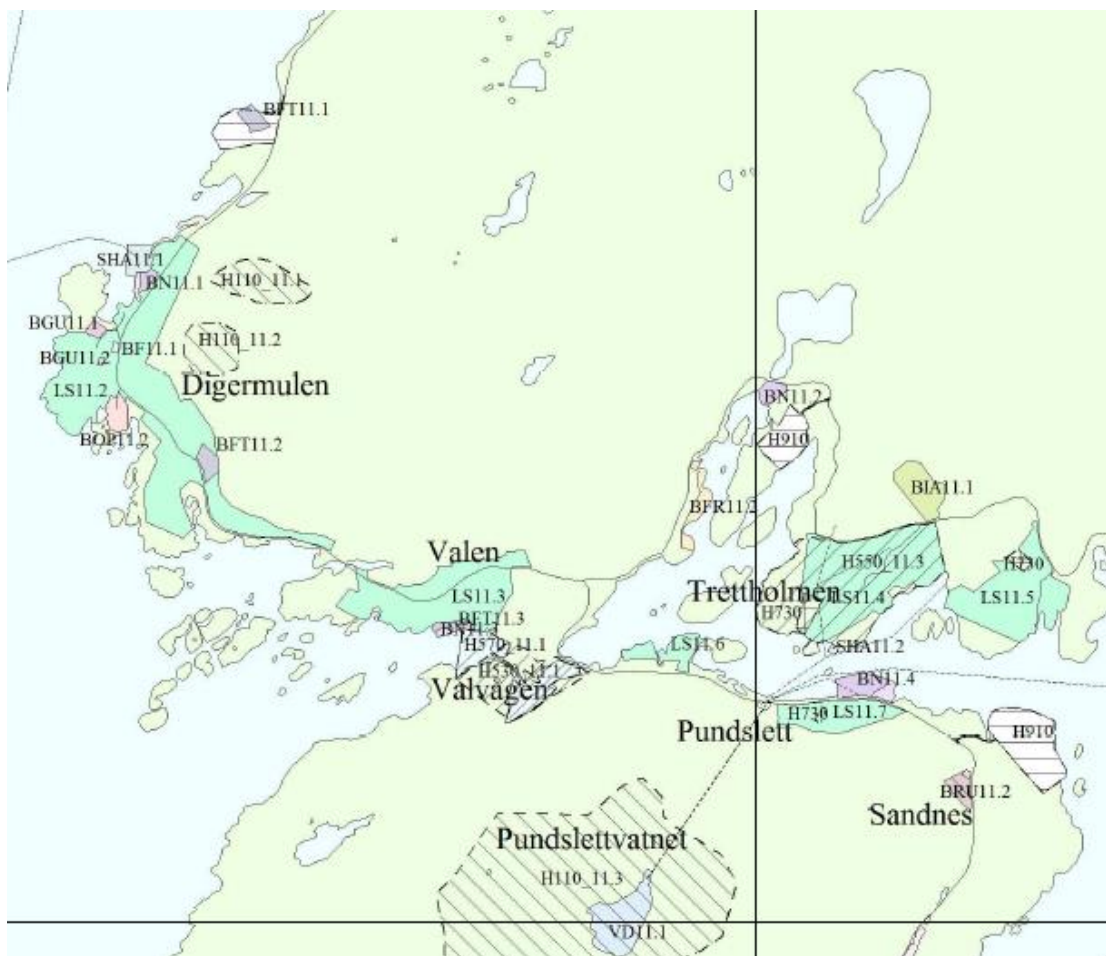 BFT11.1
SHA11.1
BN11.1
H110_11.1
BGU11.1
H110_11.2
BF11.1
BGU11.2
Digermulen
LS11.2
BN11.2
BOP11.2
H910
BFT11.2
BIA11.1
BFR11.2
Valen
H550_11.3
H730
Trettholmen
LS11.3
LS11.4
LS11.5
BFT11.3
H730
H570_11.1
LS11.6
SHA11.2
Valvågen
BN11.4
H730
LS11.7
Pundslett
H910
BRU11.2
Sandnes
Pundslettvatnet
H110_11.3
VD11.1